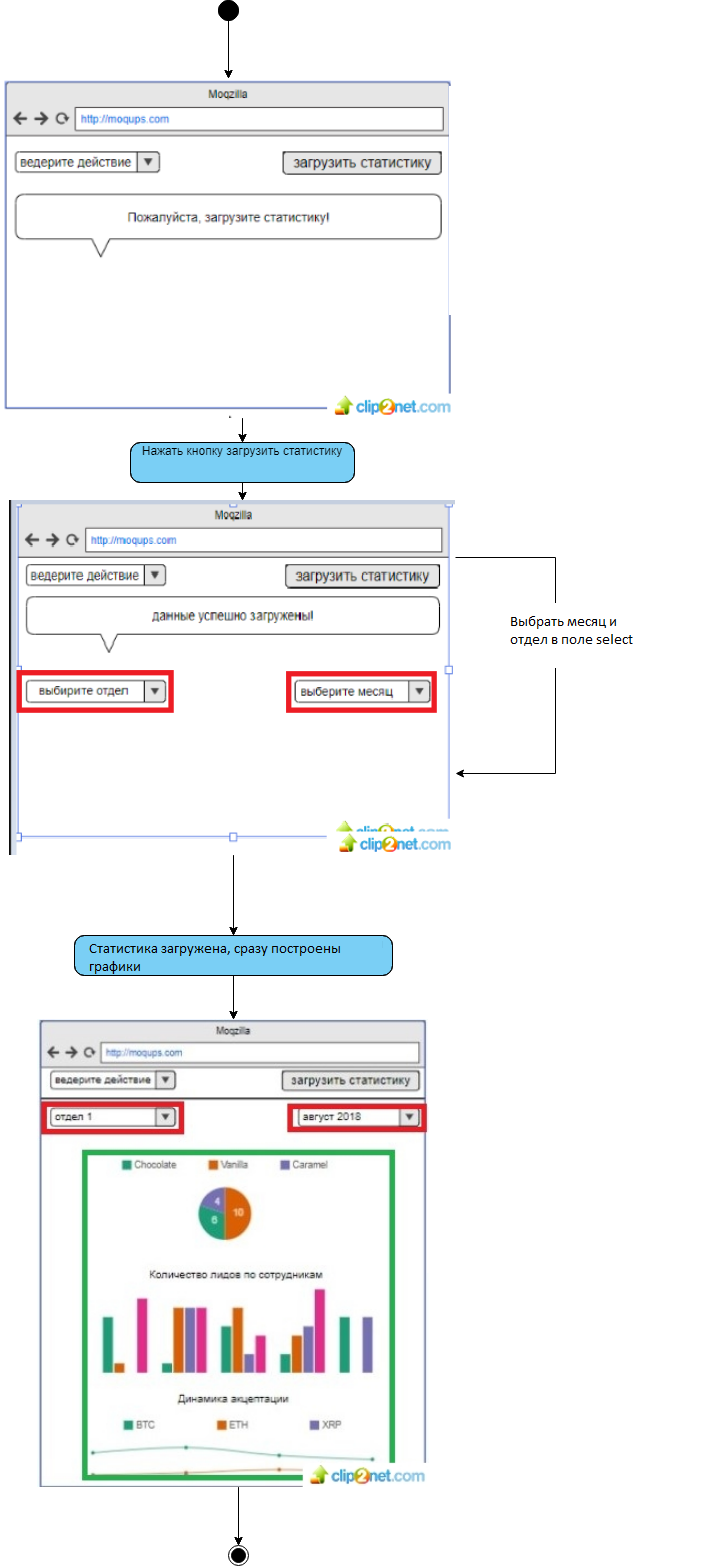 Moqzilla
http://moqups.com
ведерите действие
загрузить статистику
Пожалуйста, загрузите статистику!
clip2net.com
Нажать кнопку загрузить статистику
Moqzilla
http://moqups.com
ведерите действие
загрузить статистику
данные успешно загружены!
Выбрать месяц и
отдел в поле select
выбирите отдел
выберите месяц
clip2net.com
clip2net.com
Статистика загружена, сразу построены
графики
Moqzilla
http://moqups.com
ведерите действие
загрузить статистику
отдел 1
август 2018
Chocolate Vanilla Caramel
4
10
6
Количество лидов по сотрудникам
Динамика акцептации
BTC ETH XRP
clip2net.com